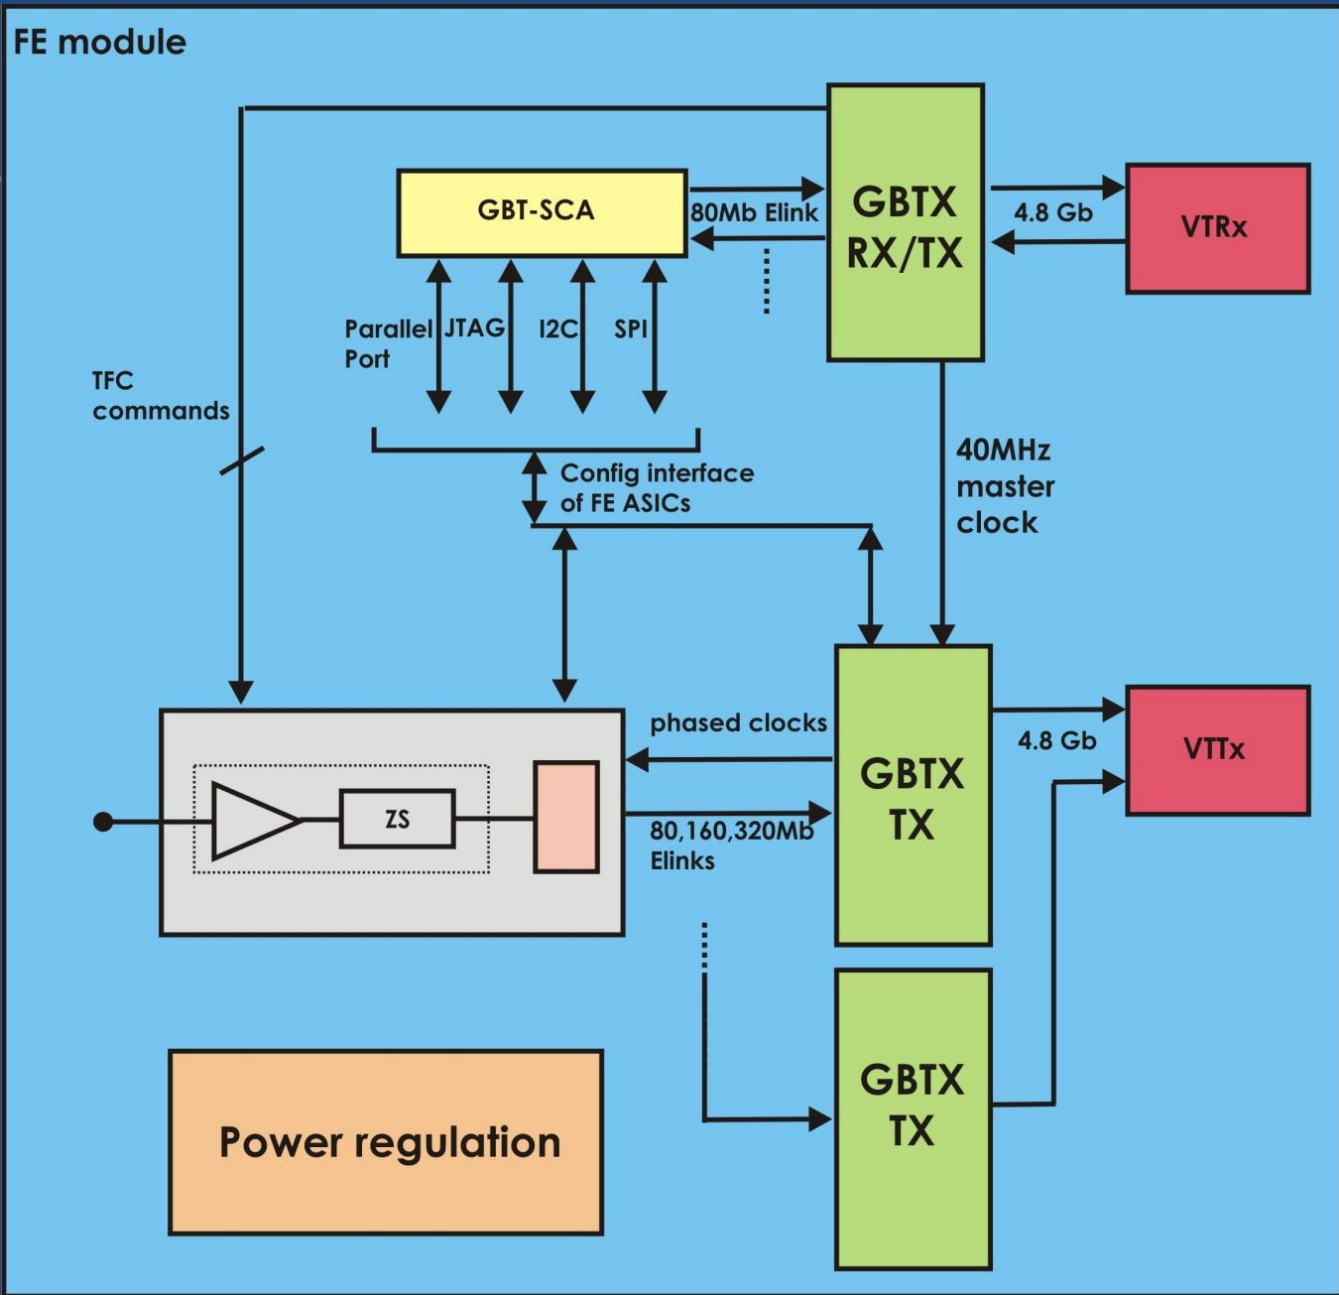 FE module
GBTX
RX/TX
GBT-SCA
80Mb Elink
4.8 Gb
VTRx
Parallel
Port
JTAG
I2C
SPI
TFC
commands
40MHz
master
clock
Config interface
of FE ASICs
phased clocks
4.8 Gb
VTTx
GBTX
TX
ZS
80,160,320Mb
Elinks
GBTX
TX
Power regulation